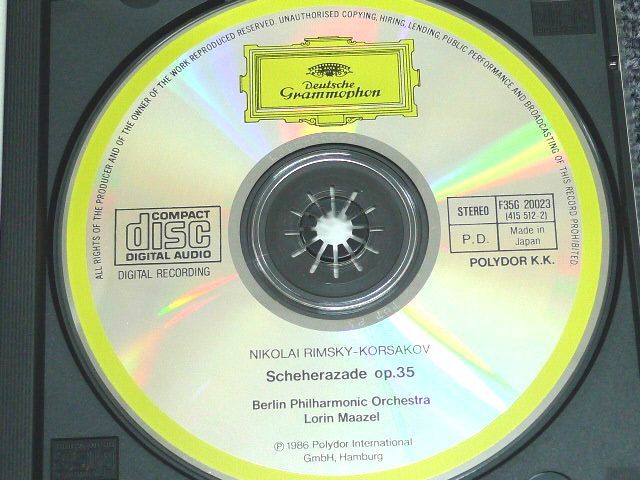 ALL RIGHTS OF THE PRODUCER AND OF THE OWNER OF THE WORK REPRODUCED RESERVED. UNAUTHORISED COPYING, HIRING, LENDING, PUBLIC PERFORMANCE AND BROADCASTING OF THIS RECORD PROHIBITED
Deutsche
Grammophon
COMPACT
disc
DIGITAL AUDIO
DIGITAL RECORDING
STEREO
F35G 20023
(415 512-2)
P.D.
Made in
Japan
POLYDOR K.K.
NIKOLAI RIMSKY-KORSAKOV
Scheherazade op.35
Berlin Philharmonic Orchestra
Lorin Maazel
℗ 1986 Polydor International
GmbH, Hamburg